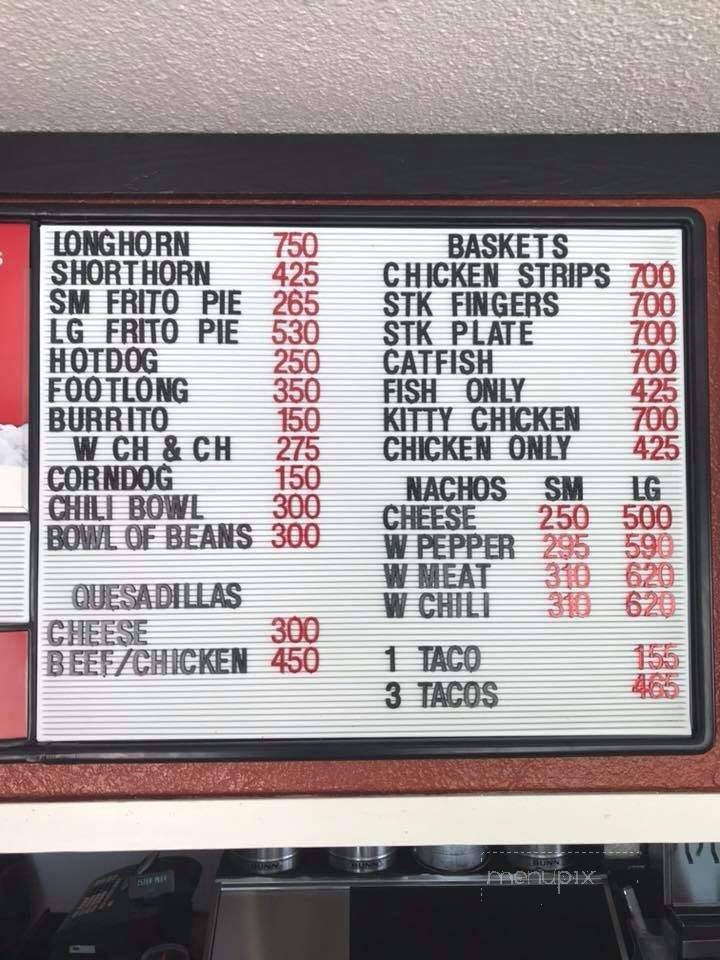 LONGHORN 750
SHORTHORN 425
SM FRITO PIE 265
LG FRITO PIE 530
HOTDOG 250
FOOTLONG 350
BURRITO 150
W CH & CH 275
CORNDOG 150
CHILI BOWL 300
BOWL OF BEANS 300
QUESADILLAS
CHEESE 300
BEEF/CHICKEN 450
BASKETS
CHICKEN STRIPS 700
STK FINGERS 700
STK PLATE 700
CATFISH 700
FISH ONLY 425
KITTY CHICKEN 700
CHICKEN ONLY 425
NACHOS SM LG
CHEESE 250 500
W PEPPER 295 590
W MEAT 310 620
W CHILI 310 620
1 TACO 155
3 TACOS 465
BUNN BUNN BUNN
menupix